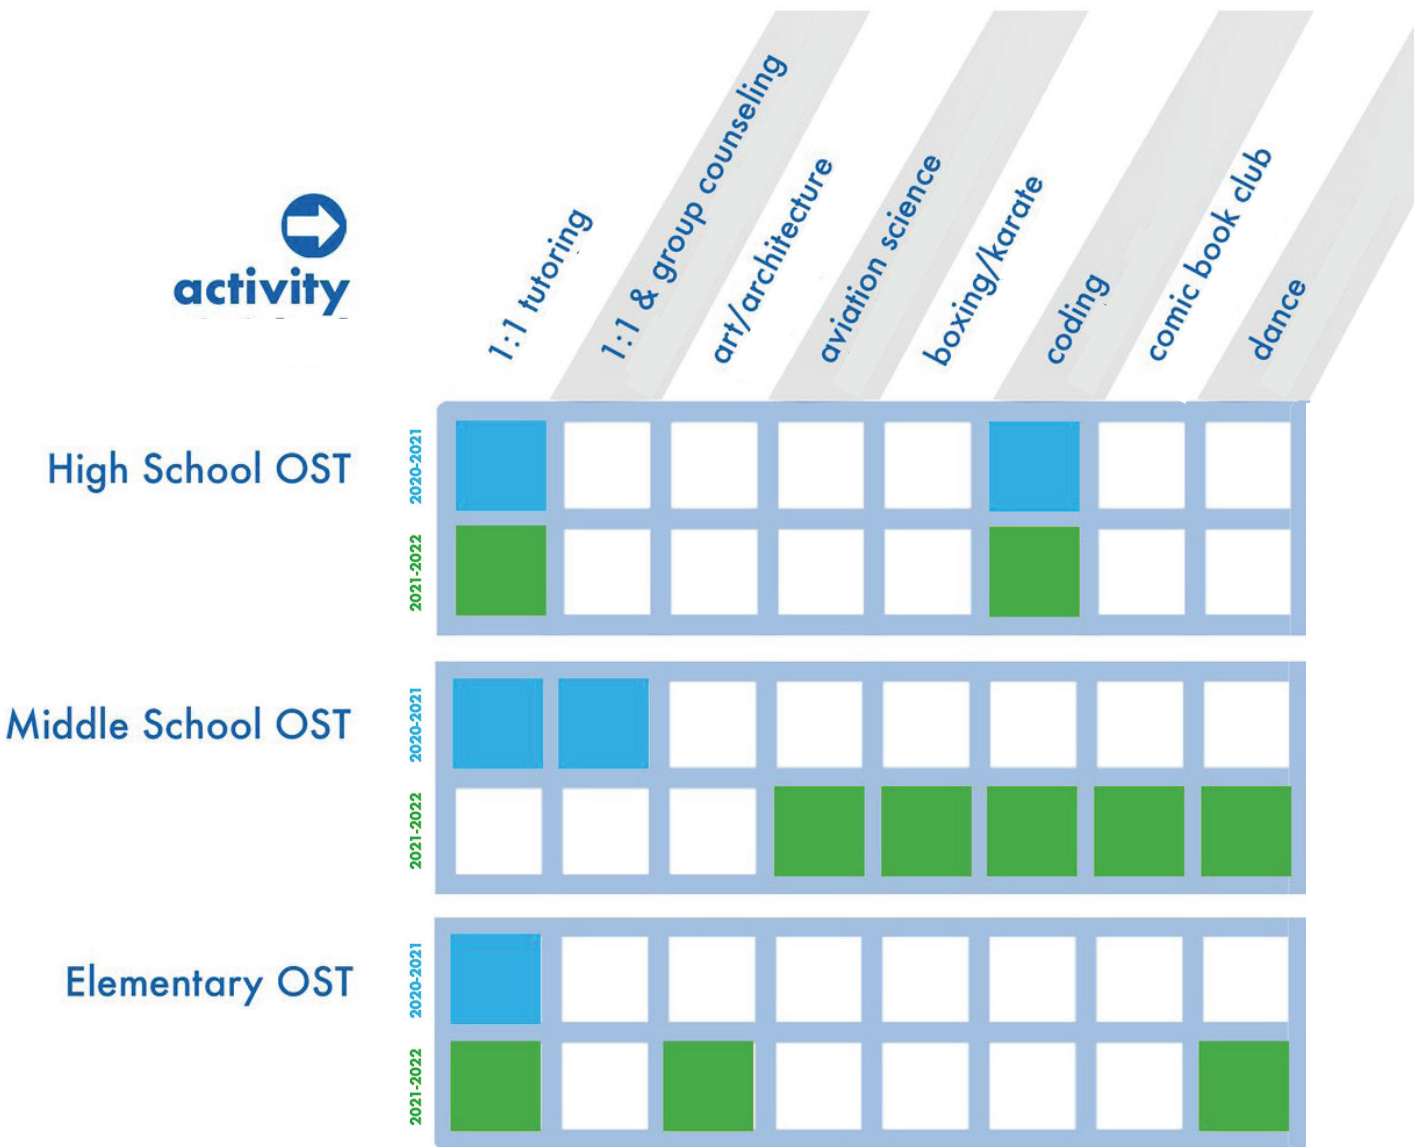 activity
1:1 tutoring
1:1 & group counseling
art/architecture
aviation science
boxing/karate
coding
comic book club
dance
High School OST
2020-2021
2021-2022
Middle School OST
2020-2021
2021-2022
Elementary OST
2020-2021
2021-2022